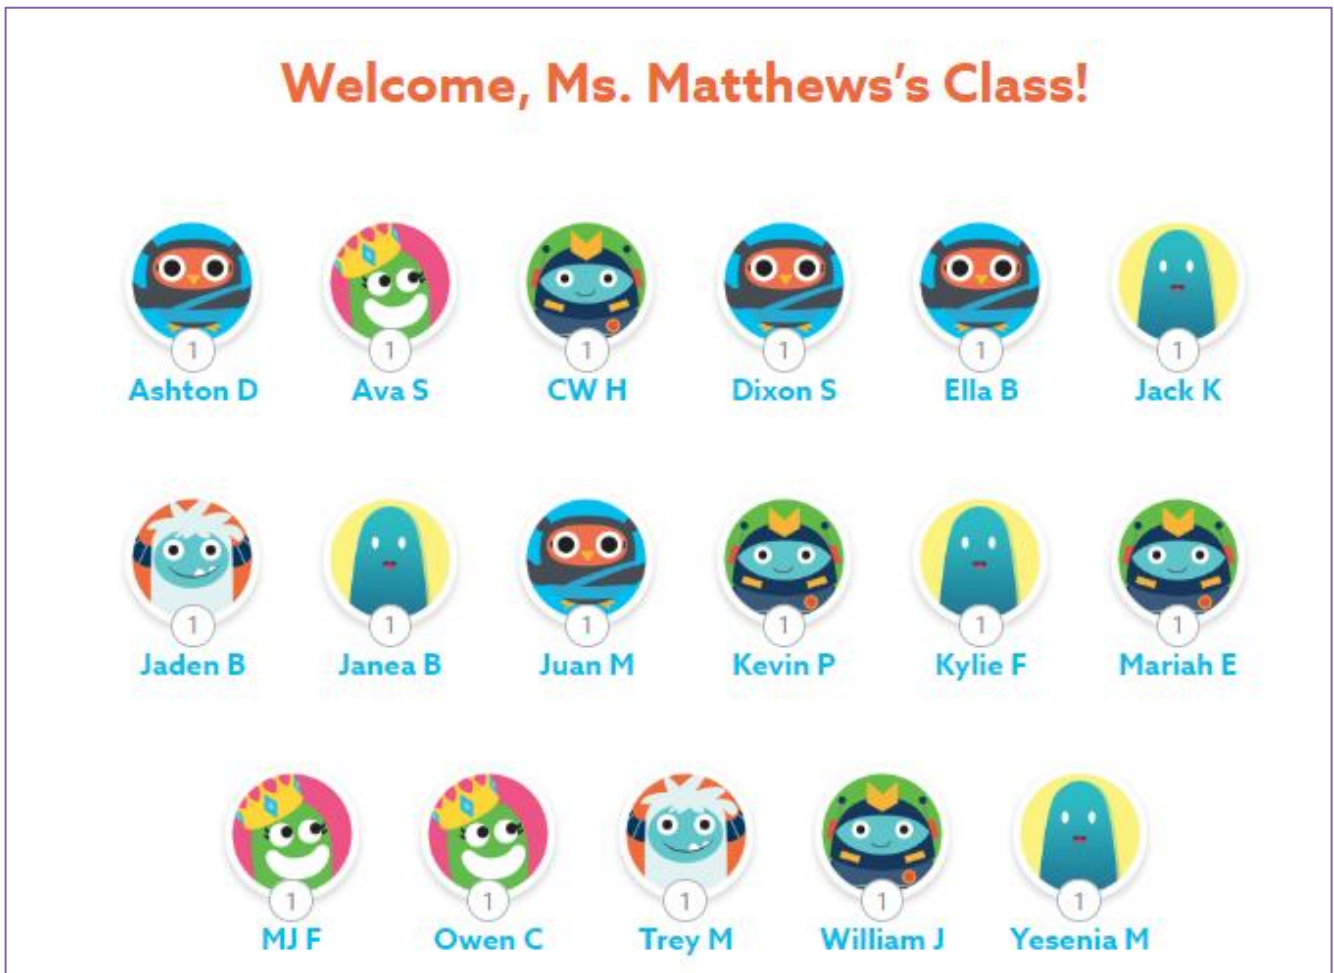 Welcome, Ms. Matthews's Class!
1 1 1 1 1 1
Ashton D Ava S CW H Dixon S Ella B Jack K
1 1 1 1 1 1
Jaden B Janea B Juan M Kevin P Kylie F Mariah E
1 1 1 1 1
MJ F Owen C Trey M William J Yesenia M